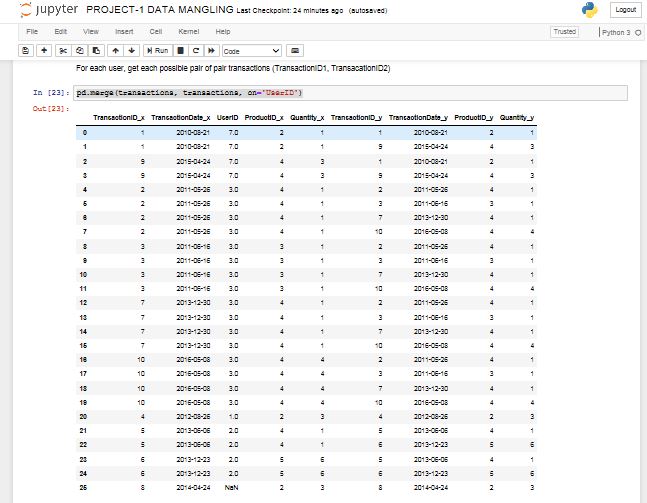 jupyter PROJECT-1 DATA MANGLING Last Checkpoint: 24 minutes ago (autosaved)
Logout
File Edit View Insert Cell Kernel Help Trusted Python 3
Run Code
For each user, get each possible pair of pair transactions (TransactionID1, TransacationID2)
In [23]: pd.merge(transactions, transactions, on='UserID')
Out[23]:
TransactionID_x TransactionDate_x UserID ProductID_x Quantity_x TransactionID_y TransactionDate_y ProductID_y Quantity_y
0 1 2010-08-21 7.0 2 1 1 2010-08-21 2 1
1 1 2010-08-21 7.0 2 1 9 2015-04-24 4 3
2 9 2015-04-24 7.0 4 3 1 2010-08-21 2 1
3 9 2015-04-24 7.0 4 3 9 2015-04-24 4 3
4 2 2011-05-26 3.0 4 1 2 2011-05-26 4 1
5 2 2011-05-26 3.0 4 1 3 2011-06-16 3 1
6 2 2011-05-26 3.0 4 1 7 2013-12-30 4 1
7 2 2011-05-26 3.0 4 1 10 2016-05-08 4 4
8 3 2011-06-16 3.0 3 1 2 2011-05-26 4 1
9 3 2011-06-16 3.0 3 1 3 2011-06-16 3 1
10 3 2011-06-16 3.0 3 1 7 2013-12-30 4 1
11 3 2011-06-16 3.0 3 1 10 2016-05-08 4 4
12 7 2013-12-30 3.0 4 1 2 2011-05-26 4 1
13 7 2013-12-30 3.0 4 1 3 2011-06-16 3 1
14 7 2013-12-30 3.0 4 1 7 2013-12-30 4 1
15 7 2013-12-30 3.0 4 1 10 2016-05-08 4 4
16 10 2016-05-08 3.0 4 4 2 2011-05-26 4 1
17 10 2016-05-08 3.0 4 4 3 2011-06-16 3 1
18 10 2016-05-08 3.0 4 4 7 2013-12-30 4 1
19 10 2016-05-08 3.0 4 4 10 2016-05-08 4 4
20 4 2012-08-26 1.0 2 3 4 2012-08-26 2 3
21 5 2013-06-06 2.0 4 1 5 2013-06-06 4 1
22 5 2013-06-06 2.0 4 1 6 2013-12-23 5 6
23 6 2013-12-23 2.0 5 6 5 2013-06-06 4 1
24 6 2013-12-23 2.0 5 6 6 2013-12-23 5 6
25 8 2014-04-24 NaN 2 3 8 2014-04-24 2 3